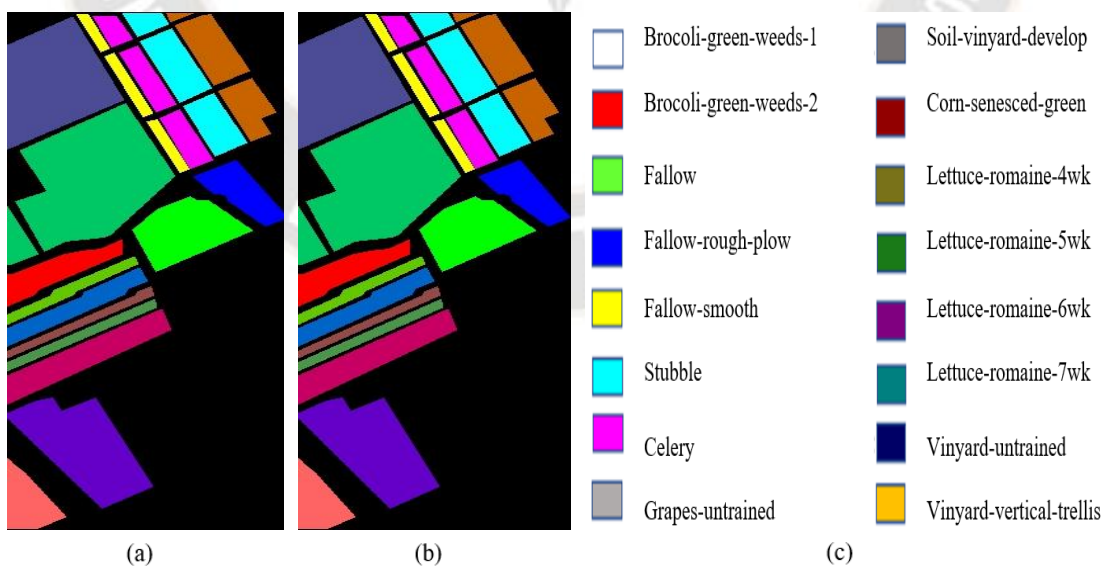 Brocoli-green-weeds-1
Brocoli-green-weeds-2
Fallow
Fallow-rough-plow
Fallow-smooth
Stubble
Celery
Grapes-untrained
Soil-vinyard-develop
Corn-senesced-green
Lettuce-romaine-4wk
Lettuce-romaine-5wk
Lettuce-romaine-6wk
Lettuce-romaine-7wk
Vinyard-untrained
Vinyard-vertical-trellis
(a)
(b)
(c)